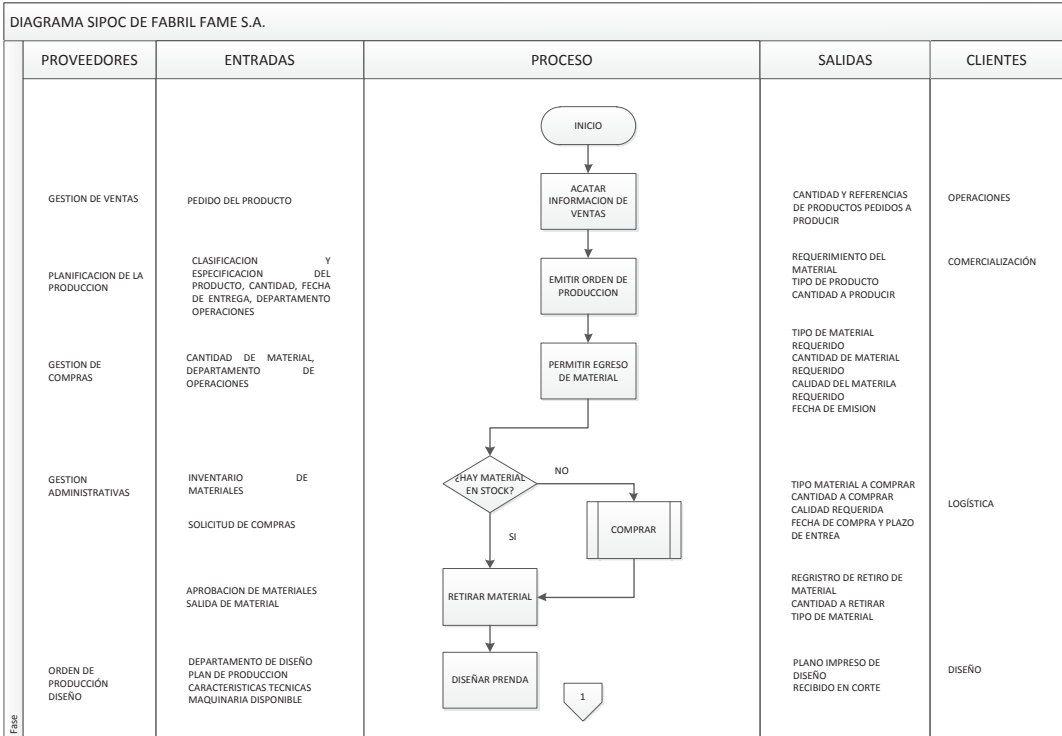 DIAGRAMA SIPOC DE FABRIL FAME S.A.
PROVEEDORES
ENTRADAS
PROCESO
SALIDAS
CLIENTES
INICIO
GESTION DE VENTAS
PEDIDO DEL PRODUCTO
ACATAR
INFORMACION DE
VENTAS
CANTIDAD Y REFERENCIAS
DE PRODUCTOS PEDIDOS A
PRODUCIR
OPERACIONES
PLANIFICACION DE LA
PRODUCCION
CLASIFICACION Y
ESPECIFICACION DEL
PRODUCTO, CANTIDAD, FECHA
DE ENTREGA, DEPARTAMENTO
OPERACIONES
EMITIR ORDEN DE
PRODUCCION
REQUERIMIENTO DEL
MATERIAL
TIPO DE PRODUCTO
CANTIDAD A PRODUCIR
COMERCIALIZACIÓN
GESTION DE
COMPRAS
CANTIDAD DE MATERIAL,
DEPARTAMENTO DE
OPERACIONES
PERMITIR EGRESO
DE MATERIAL
TIPO DE MATERIAL
REQUERIDO
CANTIDAD DE MATERIAL
REQUERIDO
CALIDAD DEL MATERILA
REQUERIDO
FECHA DE EMISION
GESTION
ADMINISTRATIVAS
INVENTARIO DE
MATERIALES
SOLICITUD DE COMPRAS
¿HAY MATERIAL
EN STOCK?
NO
SI
COMPRAR
TIPO MATERIAL A COMPRAR
CANTIDAD A COMPRAR
CALIDAD REQUERIDA
FECHA DE COMPRA Y PLAZO
DE ENTREA
LOGÍSTICA
APROBACION DE MATERIALES
SALIDA DE MATERIAL
RETIRAR MATERIAL
REGISTRO DE RETIRO DE
MATERIAL
CANTIDAD A RETIRAR
TIPO DE MATERIAL
ORDEN DE
PRODUCCIÓN
DISEÑO
DEPARTAMENTO DE DISEÑO
PLAN DE PRODUCCION
CARACTERISTICAS TECNICAS
MAQUINARIA DISPONIBLE
DISEÑAR PRENDA
1
PLANO IMPRESO DE
DISEÑO
RECIBIDO EN CORTE
DISEÑO
Fase